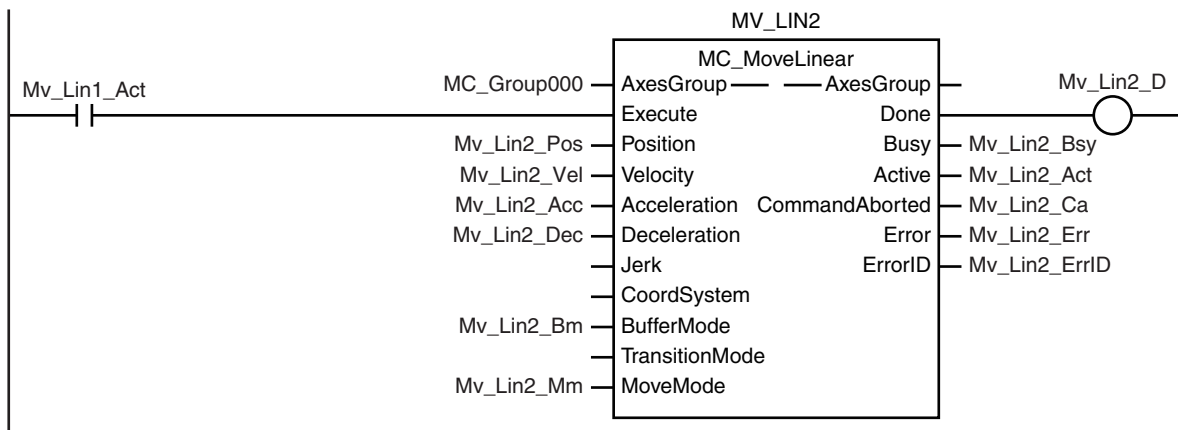 MV_LIN2
MC_MoveLinear
Mv_Lin1_Act
MC_Group000 AxesGroup AxesGroup Mv_Lin2_D
Execute Done
Mv_Lin2_Pos Position Busy Mv_Lin2_Bsy
Mv_Lin2_Vel Velocity Active Mv_Lin2_Act
Mv_Lin2_Acc Acceleration CommandAborted Mv_Lin2_Ca
Mv_Lin2_Dec Deceleration Error Mv_Lin2_Err
Jerk ErrorID Mv_Lin2_ErrID
CoordSystem
Mv_Lin2_Bm BufferMode
TransitionMode
Mv_Lin2_Mm MoveMode